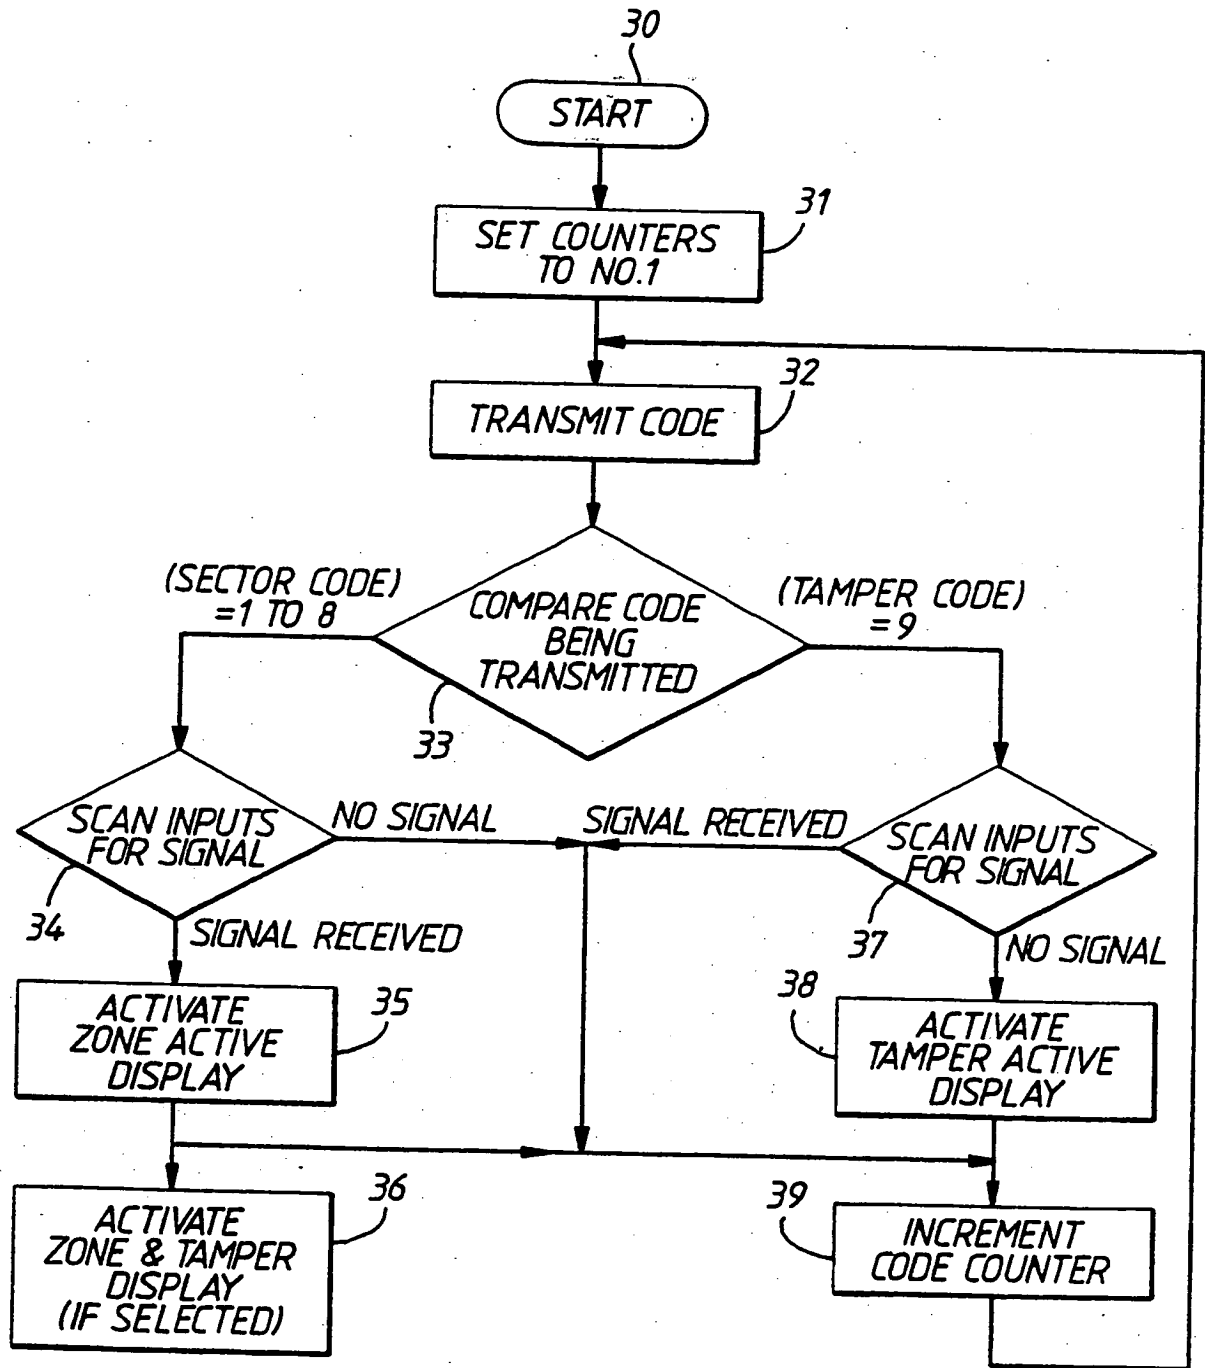 30
START
31
SET COUNTERS
TO NO.1
32
TRANSMIT CODE
(SECTOR CODE)
=1 TO 8
COMPARE CODE
BEING
TRANSMITTED
(TAMPER CODE)
=9
33
SCAN INPUTS
FOR SIGNAL
NO SIGNAL
SIGNAL RECEIVED
SCAN INPUTS
FOR SIGNAL
34
SIGNAL RECEIVED
37
NO SIGNAL
ACTIVATE
ZONE ACTIVE
DISPLAY
35
38
ACTIVATE
TAMPER ACTIVE
DISPLAY
ACTIVATE
ZONE & TAMPER
DISPLAY
(IF SELECTED)
36
39
INCREMENT
CODE COUNTER